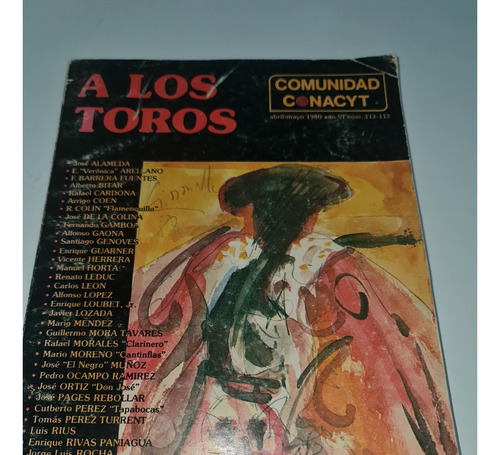 A LOS
TOROS
COMUNIDAD
CONACYT
abril-mayo 1980 año VI núm. 112-113
• José ALAMEDA
• E. "Verónica" ARELLANO
• F. BARRERA FUENTES
• Alberto BITAR
• Rafael CARDONA
• Arrigo COEN
• R. COLIN "Flamenquillo"
• José DE LA COLINA
• Fernando GAMBOA
• Alfonso GAONA
• Santiago GENOVES
• Enrique GUARNER
• Vicente HERRERA
• Manuel HORTA
• Renato LEDUC
• Carlos LEON
• Alfonso LOPEZ
• Enrique LOUBET, Jr.
• Javier LOZADA
• Mario MENDEZ
• Guillermo MORA TAVARES
• Rafael MORALES "Clarinero"
• Mario MORENO "Cantinflas"
• José "El Negro" MUÑOZ
• Pedro OCAMPO RAMIREZ
• José ORTIZ "Don José"
• José PAGES REBOLLAR
• Cutberto PEREZ "Tapabocas"
• Tomás PEREZ TURRENT
• Luis RIUS
Enrique RIVAS PANIAGUA
Jorge Luis ROCHA